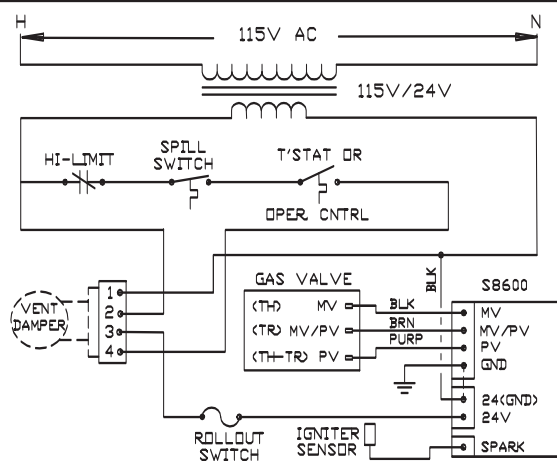 H
N
115V AC
115V/24V
HI-LIMIT
SPILL
SWITCH
T'STAT OR
OPER CNTRL
VENT
DAMPER
1
2
3
4
GAS VALVE
(TH) MV
(TR) MV/PV
(TH-TR) PV
BLK
BRN
PURP
BLK
S8600
MV
MV/PV
PV
GND
24(GND)
24V
SPARK
ROLLOUT
SWITCH
IGNITER
SENSOR